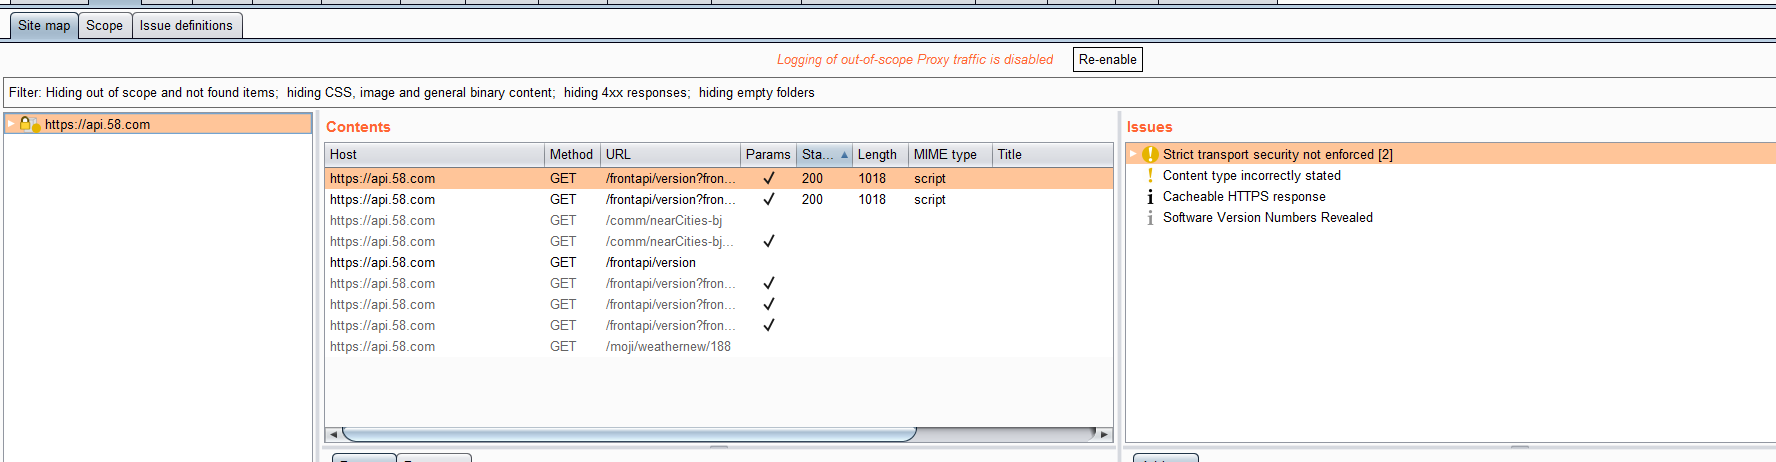 Site map Scope Issue definitions
Logging of out-of-scope Proxy traffic is disabled Re-enable
Filter: Hiding out of scope and not found items; hiding CSS, image and general binary content; hiding 4xx responses; hiding empty folders
https://api.58.com
Contents
Host Method URL Params Sta... Length MIME type Title
https://api.58.com GET /frontapi/version?fron... ✓ 200 1018 script
https://api.58.com GET /frontapi/version?fron... ✓ 200 1018 script
https://api.58.com GET /comm/nearCities-bj
https://api.58.com GET /comm/nearCities-bj... ✓
https://api.58.com GET /frontapi/version
https://api.58.com GET /frontapi/version?fron... ✓
https://api.58.com GET /frontapi/version?fron... ✓
https://api.58.com GET /frontapi/version?fron... ✓
https://api.58.com GET /moji/weathernew/188
Issues
Strict transport security not enforced [2]
Content type incorrectly stated
Cacheable HTTPS response
Software Version Numbers Revealed